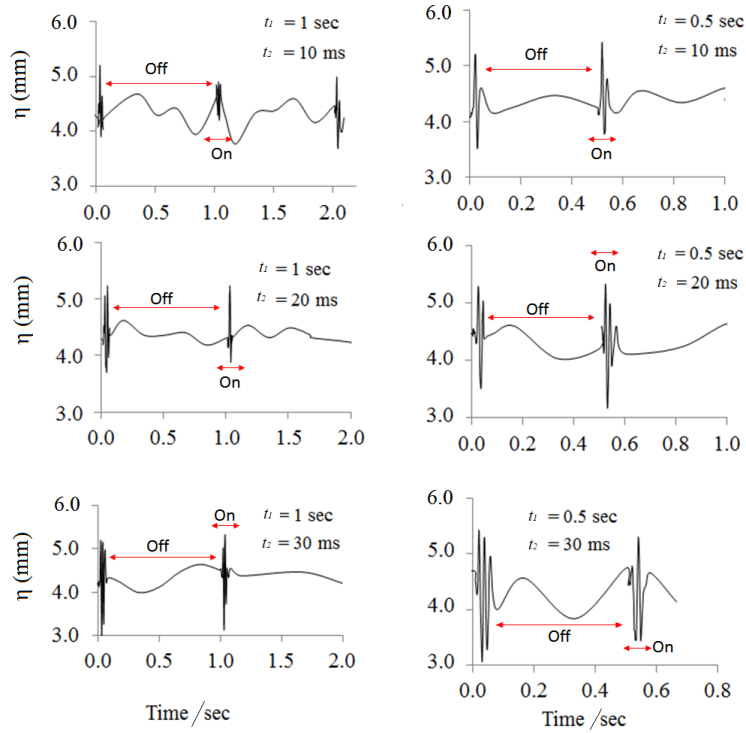 6.0
5.0
4.0
3.0
η (mm)
t1 = 1 sec
t2 = 10 ms
Off
On
0.0 0.5 1.0 1.5 2.0
6.0
5.0
4.0
3.0
t1 = 0.5 sec
t2 = 10 ms
Off
On
0.0 0.2 0.4 0.6 0.8 1.0
6.0
5.0
4.0
3.0
η (mm)
t1 = 1 sec
t2 = 20 ms
Off
On
0.0 0.5 1.0 1.5 2.0
6.0
5.0
4.0
3.0
On
t1 = 0.5 sec
t2 = 20 ms
Off
0.0 0.2 0.4 0.6 0.8 1.0
6.0
5.0
4.0
3.0
η (mm)
On
t1 = 1 sec
t2 = 30 ms
Off
0.0 0.5 1.0 1.5 2.0
Time /sec
6.0
5.0
4.0
3.0
t1 = 0.5 sec
t2 = 30 ms
Off
On
0.0 0.2 0.4 0.6 0.8
Time /sec